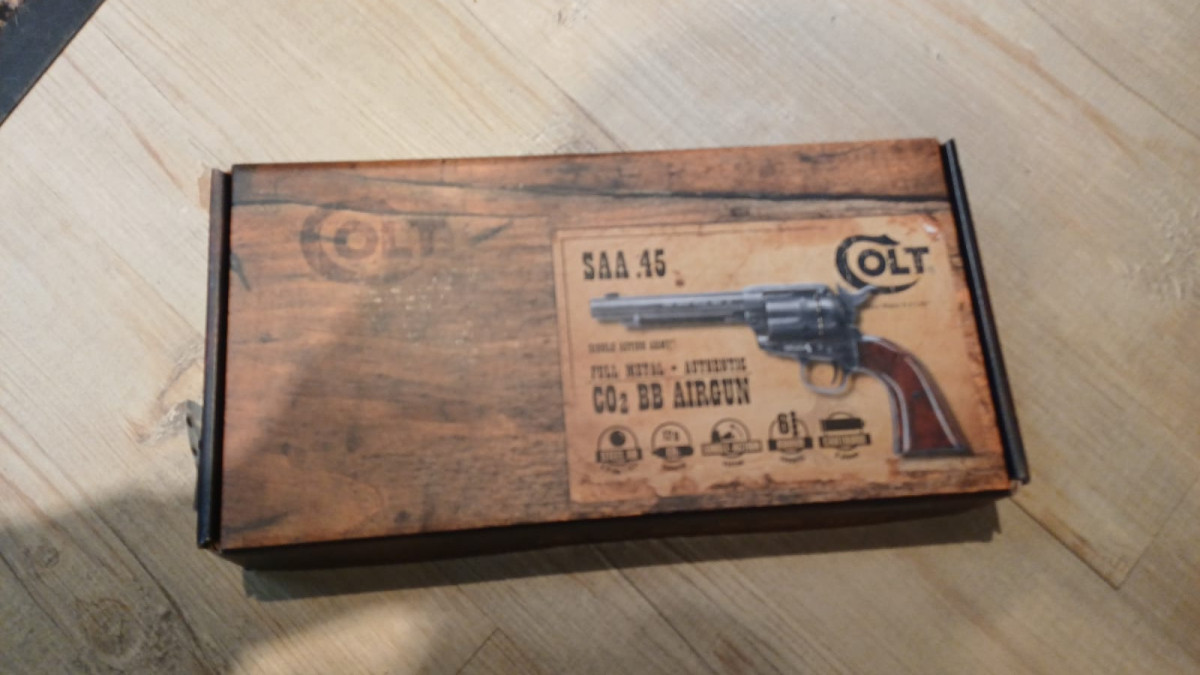 COLT
SAA .45
COLT
SINGLE ACTION ARMY
FULL METAL • AUTHENTIC
CO2 BB AIRGUN
6